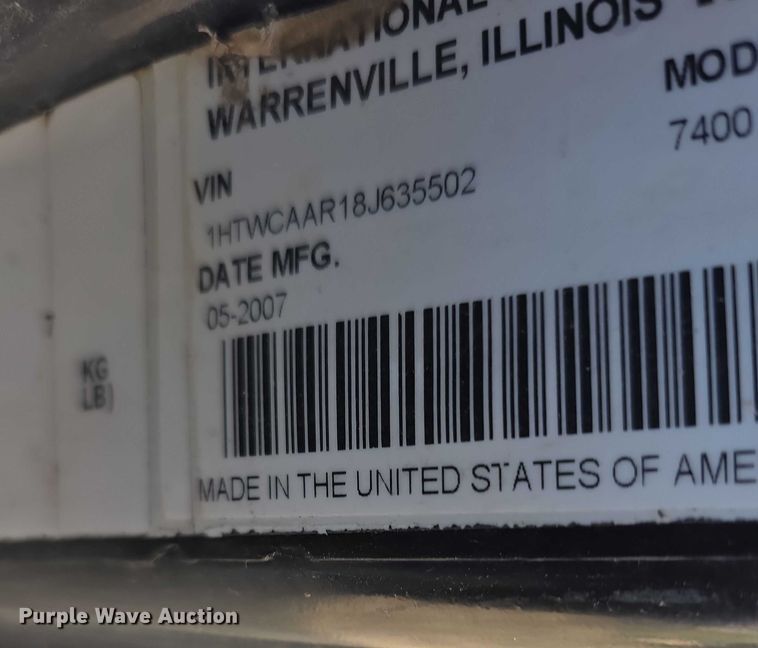 INTERNATIONAL
WARRENVILLE, ILLINOIS
MOD
7400
VIN
1HTWCAAR18J635502
DATE MFG.
05-2007
KG
LB)
MADE IN THE UNITED STATES OF AME
Purple Wave Auction